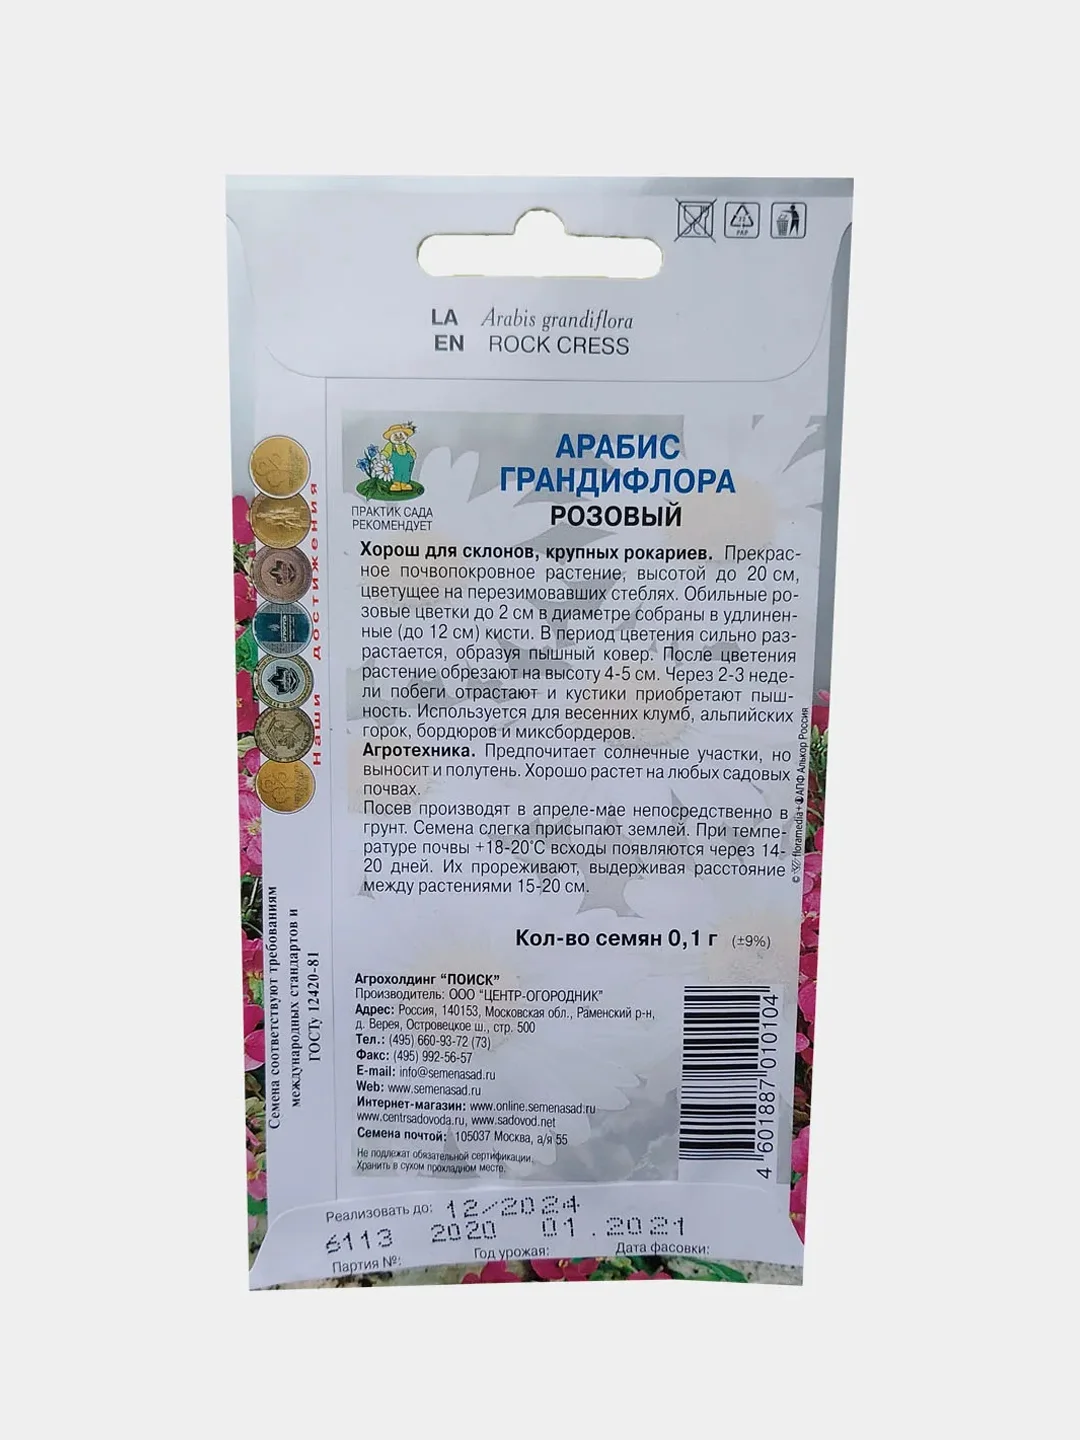 PAP
LA Arabis grandiflora
EN ROCK CRESS
ПРАКТИК САДА
РЕКОМЕНДУЕТ
АРАБИС
ГРАНДИФЛОРА
РОЗОВЫЙ
Хорош для склонов, крупных рокариев. Прекрас-
ное почвопокровное растение, высотой до 20 см,
цветущее на перезимовавших стеблях. Обильные ро-
зовые цветки до 2 см в диаметре собраны в удлинен-
ные (до 12 см) кисти. В период цветения сильно раз-
растается, образуя пышный ковер. После цветения
растение обрезают на высоту 4-5 см. Через 2-3 неде-
ли побеги отрастают и кустики приобретают пыш-
ность. Используется для весенних клумб, альпийских
горок, бордюров и миксбордеров.
Агротехника. Предпочитает солнечные участки, но
выносит и полутень. Хорошо растет на любых садовых
почвах.
Посев производят в апреле-мае непосредственно в
грунт. Семена слегка присыпают землей. При темпе-
ратуре почвы +18-20°С всходы появляются через 14-
20 дней. Их прореживают, выдерживая расстояние
между растениями 15-20 см.
Кол-во семян 0,1 г (±9%)
наши достижения
Семена соответствуют требованиям
международных стандартов и
ГОСТу 12420-81
© floramedia+ АПФ Алькор Россия
Агрохолдинг "ПОИСК"
Производитель: ООО "ЦЕНТР-ОГОРОДНИК"
Адрес: Россия, 140153, Московская обл., Раменский р-н,
д. Верея, Островецкое ш., стр. 500
Тел.: (495) 660-93-72 (73)
Факс: (495) 992-56-57
E-mail: info@semenasad.ru
Web: www.semenasad.ru
Интернет-магазин: www.online.semenasad.ru
www.centrsadovoda.ru, www.sadovod.net
Семена почтой: 105037 Москва, а/я 55
Не подлежат обязательной сертификации.
Хранить в сухом прохладном месте.
4 601887 010104
Реализовать до: 12/2024
6113 2020 01.2021
Партия №: Год урожая: Дата фасовки: